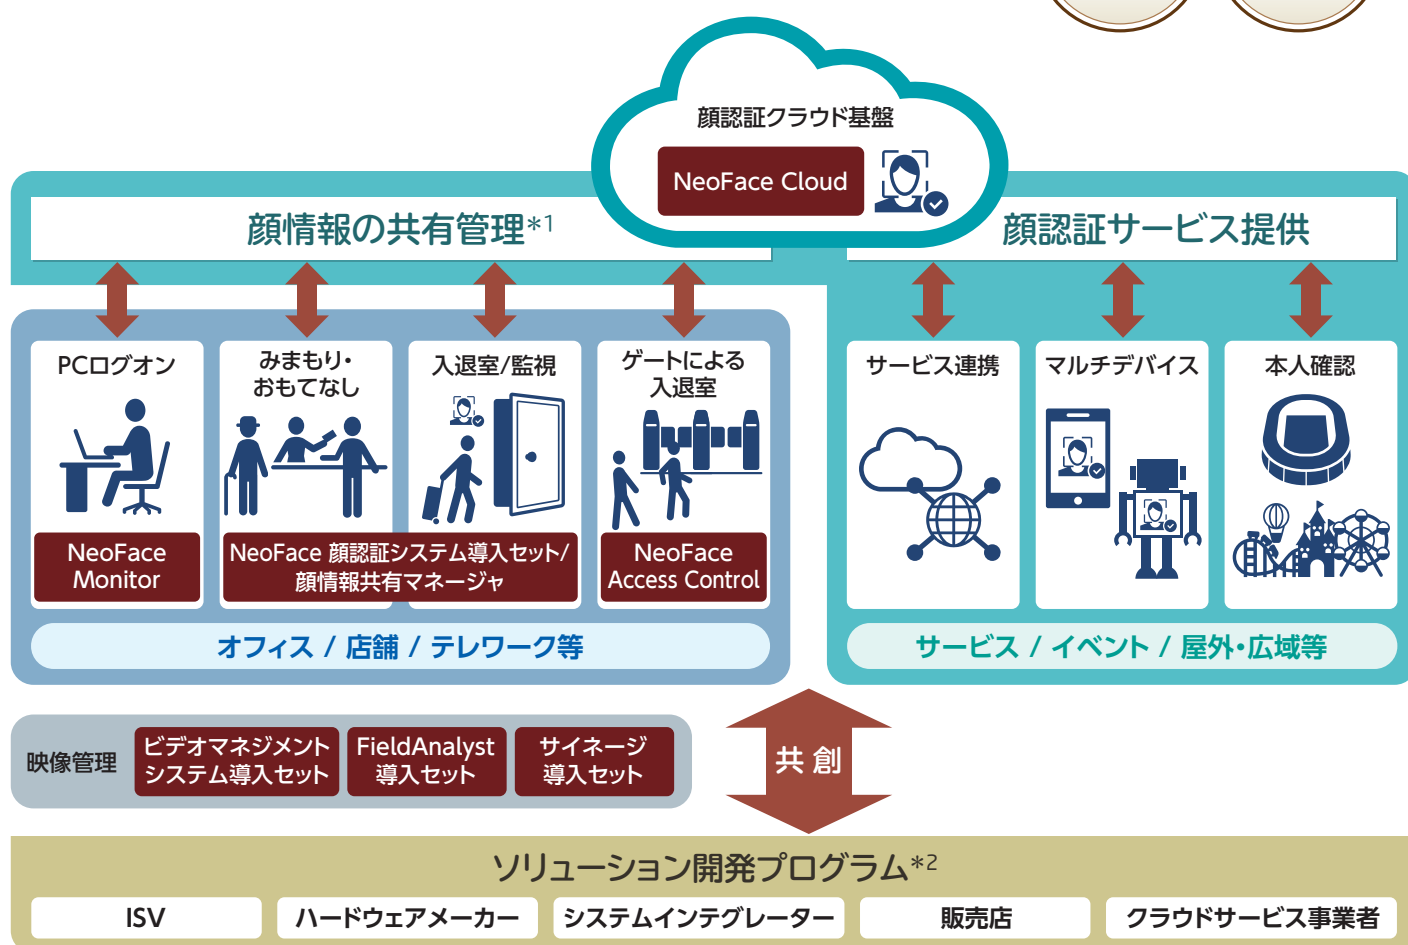 顔認証クラウド基盤
NeoFace Cloud
顔情報の共有管理*1
顔認証サービス提供
PCログオン
みまもり・
おもてなし
入退室/監視
ゲートによる
入退室
サービス連携
マルチデバイス
本人確認
NeoFace
Monitor
NeoFace 顔認証システム導入セット/
顔情報共有マネージャ
NeoFace
Access Control
オフィス / 店舗 / テレワーク等
サービス / イベント / 屋外・広域等
映像管理
ビデオマネジメント
システム導入セット
FieldAnalyst
導入セット
サイネージ
導入セット
共創
ソリューション開発プログラム*2
ISV
ハードウェアメーカー
システムインテグレーター
販売店
クラウドサービス事業者